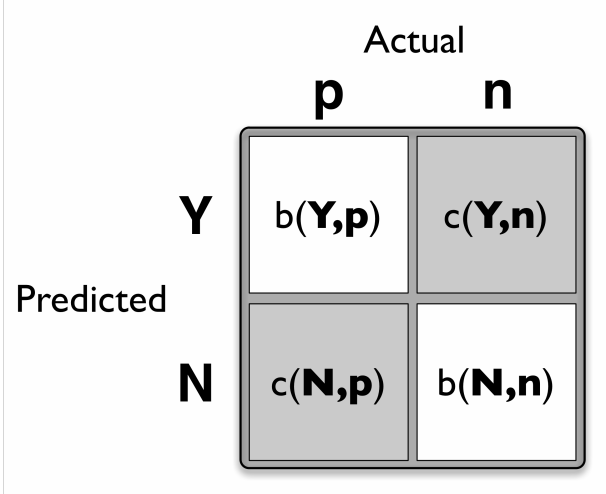 Actual
p n
Y b(Y,p) c(Y,n)
Predicted
N c(N,p) b(N,n)